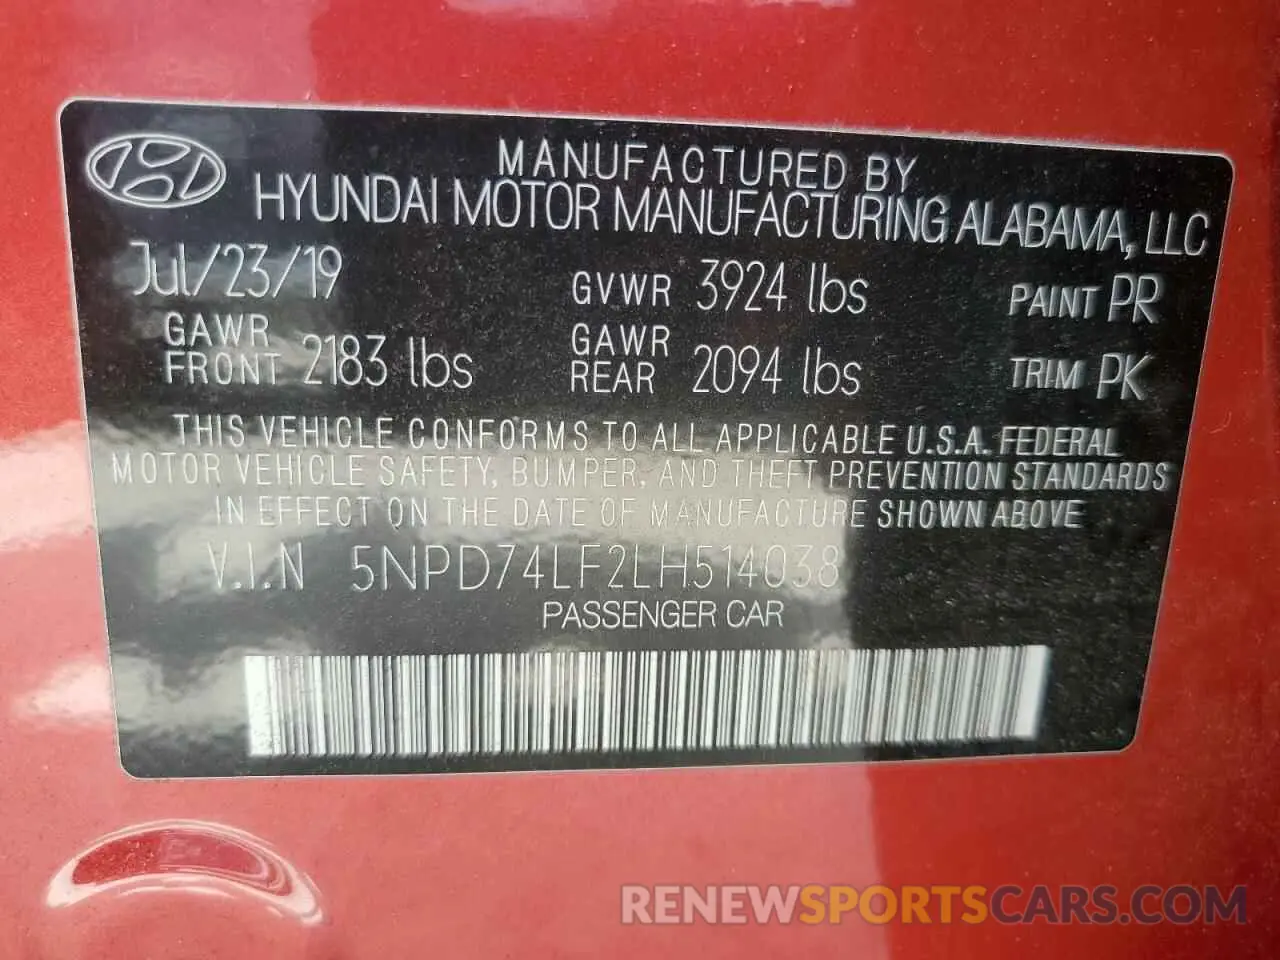 MANUFACTURED BY
HYUNDAI MOTOR MANUFACTURING ALABAMA, LLC
Jul/23/19 GVWR 3924 lbs PAINT PR
GAWR FRONT 2183 lbs GAWR REAR 2094 lbs TRIM PK
THIS VEHICLE CONFORMS TO ALL APPLICABLE U.S.A. FEDERAL
MOTOR VEHICLE SAFETY, BUMPER, AND THEFT PREVENTION STANDARDS
IN EFFECT ON THE DATE OF MANUFACTURE SHOWN ABOVE
V.I.N 5NPD74LF2LH514038
PASSENGER CAR
RENEWSPORTSCARS.COM